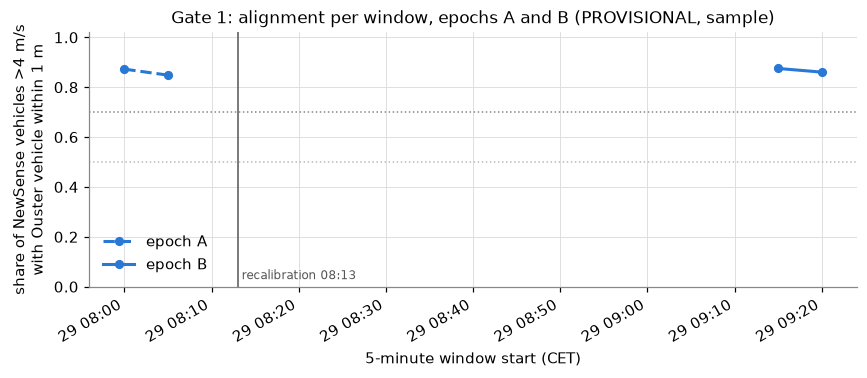 Gate 1: alignment per window, epochs A and B (PROVISIONAL, sample)
share of NewSense vehicles >4 m/s
with Ouster vehicle within 1 m
1.0
0.8
0.6
0.4
0.2
0.0
epoch A
epoch B
recalibration 08:13
29 08:00
29 08:10
29 08:20
29 08:30
29 08:40
29 08:50
29 09:00
29 09:10
29 09:20
5-minute window start (CET)